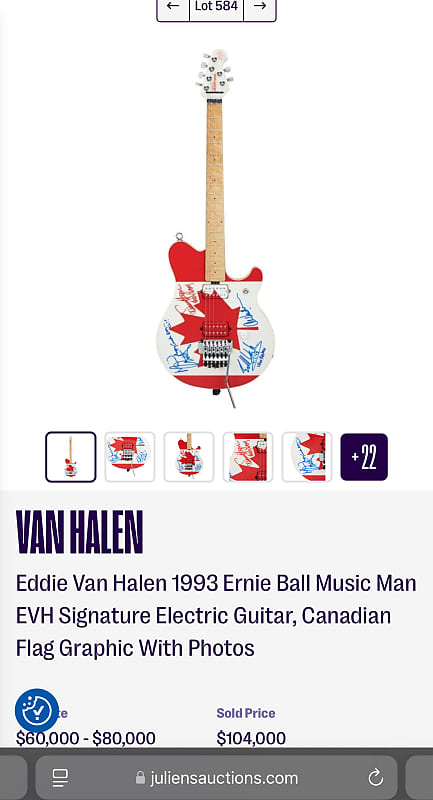 ← Lot 584 →
+22
VAN HALEN
Eddie Van Halen 1993 Ernie Ball Music Man
EVH Signature Electric Guitar, Canadian
Flag Graphic With Photos
Sold Price
$60,000 - $80,000 $104,000
juliensauctions.com